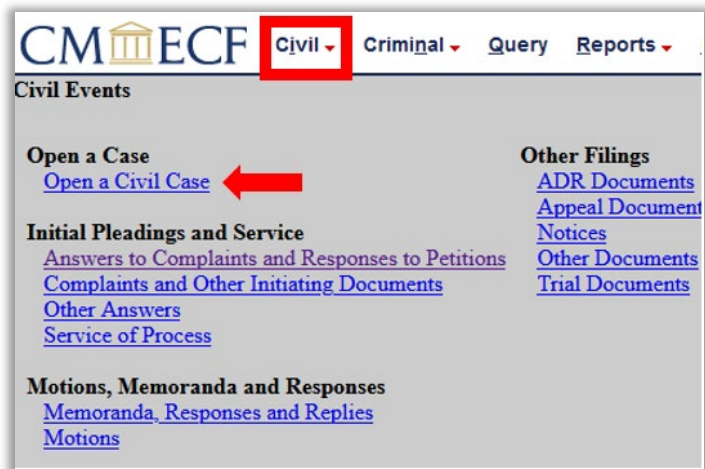 CM ECF Civil Criminal Query Reports
Civil Events
Open a Case
Open a Civil Case
Initial Pleadings and Service
Answers to Complaints and Responses to Petitions
Complaints and Other Initiating Documents
Other Answers
Service of Process
Motions, Memoranda and Responses
Memoranda, Responses and Replies
Motions
Other Filings
ADR Documents
Appeal Document
Notices
Other Documents
Trial Documents